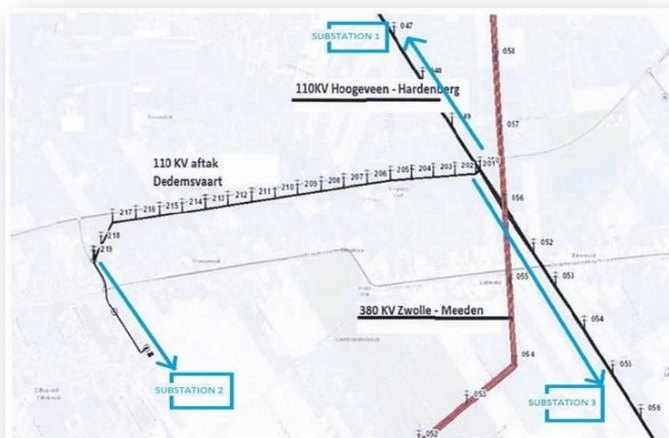 SUBSTATION 1
047
048
058
110KV Hoogeveen - Hardenberg
049
057
110 KV aftak
Dedemsvaart
217 216 215 214 213 212 211 210 209 208 207 206 205 204 203 202 201
056
218
219
052
053
055
380 KV Zwolle - Meeden
054
054
055
SUBSTATION 2
SUBSTATION 3
053
056
052